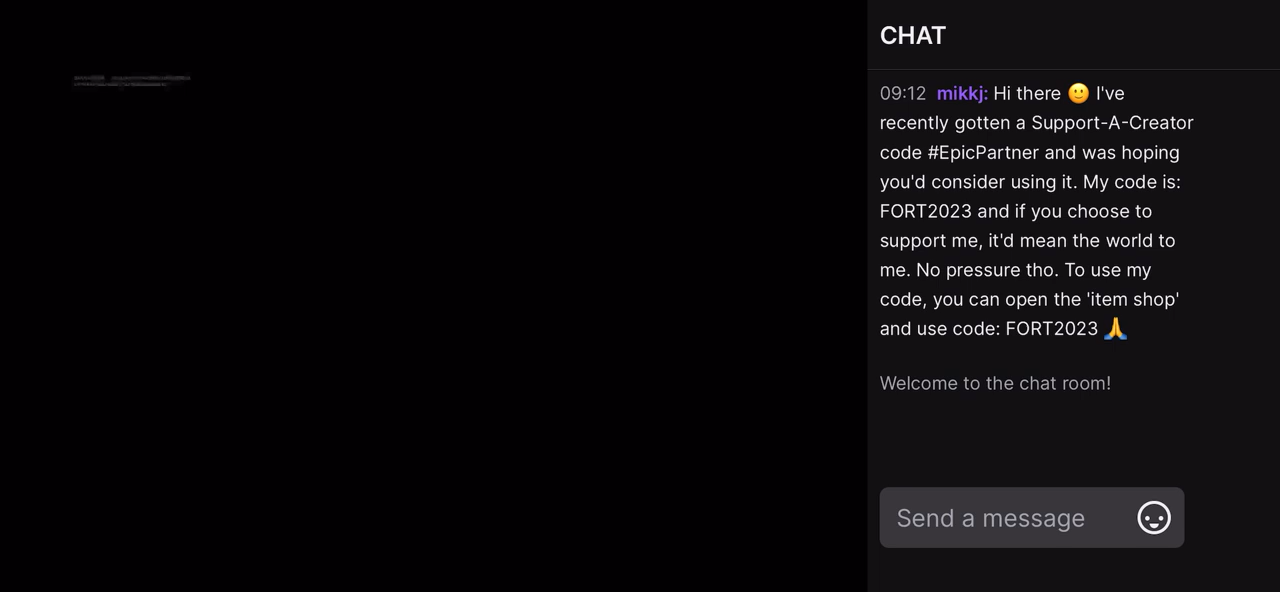 CHAT
09:12 mikkj: Hi there 🙂 I've
recently gotten a Support-A-Creator
code #EpicPartner and was hoping
you'd consider using it. My code is:
FORT2023 and if you choose to
support me, it'd mean the world to
me. No pressure tho. To use my
code, you can open the 'item shop'
and use code: FORT2023 🙏
Welcome to the chat room!
Send a message